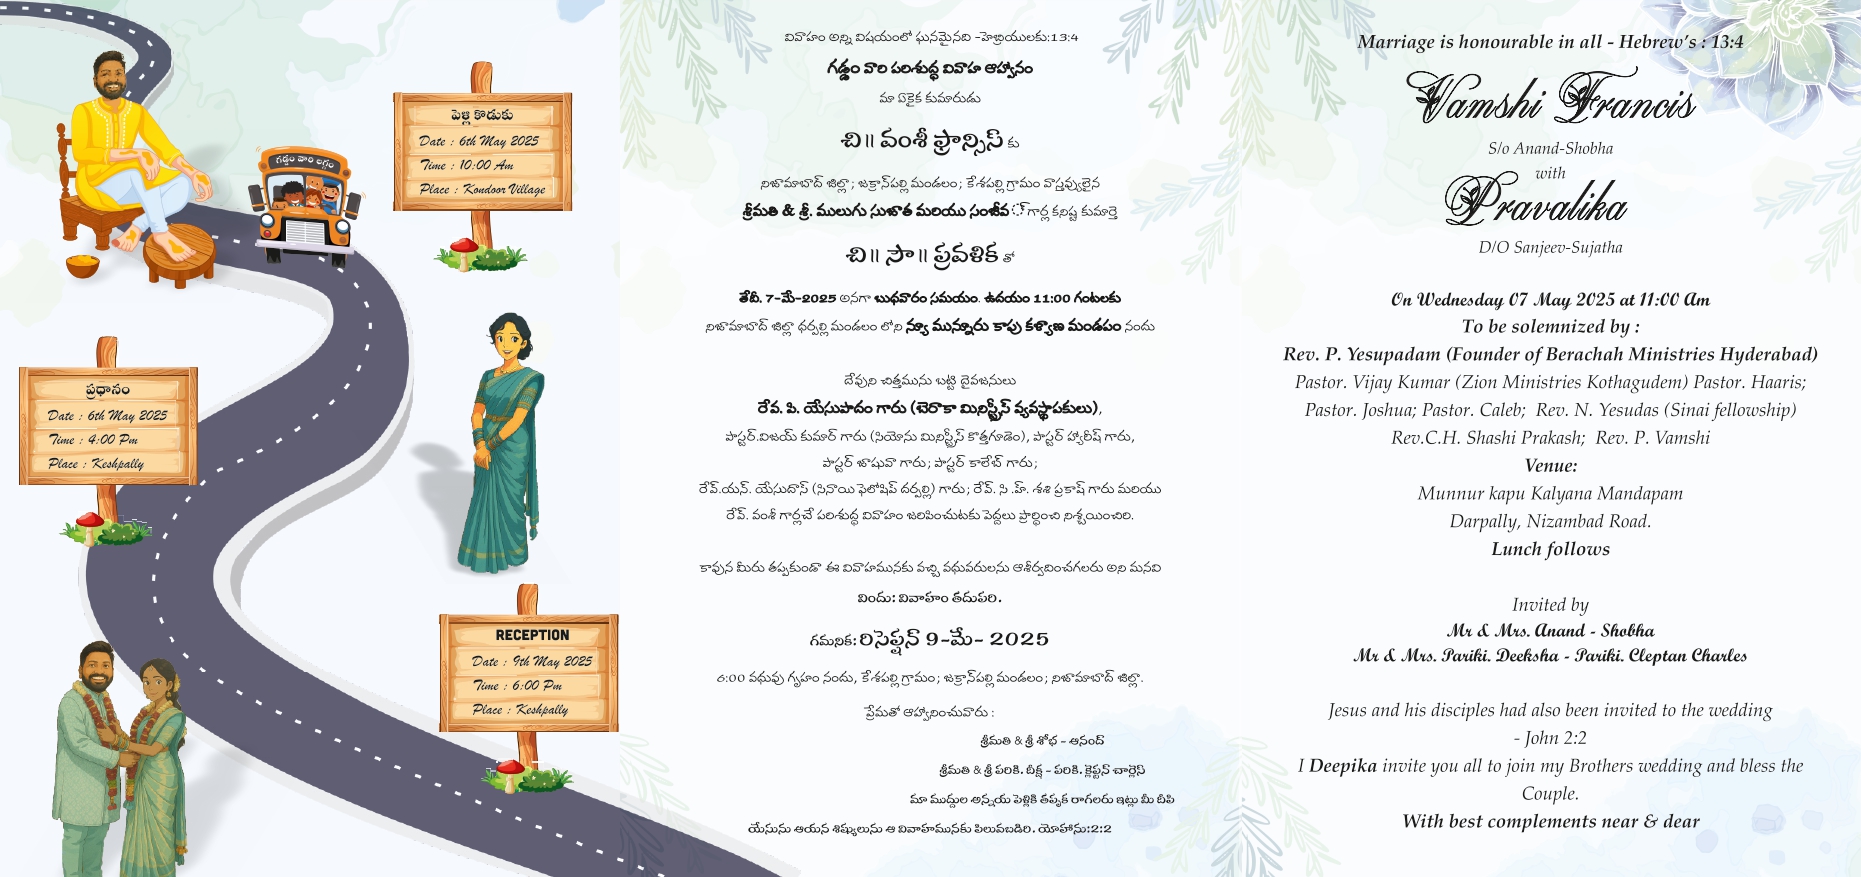 పెళ్లి కొడుకు
Date : 6th May 2025
Time : 10:00 Am
Place : Kondoor Village
గడ్డం వారి లగ్గం
ప్రధానం
Date : 6th May 2025
Time : 4:00 Pm
Place : Keshpally
RECEPTION
Date : 9th May 2025
Time : 6:00 Pm
Place : Keshpally
వివాహం అన్ని విషయంలో ఘనమైనది -హెబ్రీయులకు:13:4
గడ్డం వారి పరిశుద్ధ వివాహ ఆహ్వానం
మా ఏకైక కుమారుడు
చి॥ వంశీ ఫ్రాన్సిస్ కు
నిజామాబాద్ జిల్లా; జక్రాన్‌పల్లి మండలం; కేశపల్లి గ్రామం వాస్తవ్యులైన
శ్రీమతి & శ్రీ. ములుగు సుజాత మరియు సంజీవ ్ గార్ల కనిష్ట కుమార్తె
చి॥ సా॥ ప్రవళిక తో
తేదీ. 7-మే-2025 అనగా బుధవారం సమయం. ఉదయం 11:00 గంటలకు
నిజామాబాద్ జిల్లా ధర్పల్లి మండలం లోని న్యూ మున్నూరు కాపు కళ్యాణ మండపం నందు
దేవుని చిత్తమును బట్టి దైవజనులు
రేవ. పి. యేసుపాదం గారు (బెరాకా మినిస్ట్రీస్ వ్యవస్థాపకులు),
పాస్టర్.విజయ్ కుమార్ గారు (సియోను మినిస్ట్రీస్ కొత్తగూడెం), పాస్టర్ హ్యారీష్ గారు,
పాస్టర్ జాషువా గారు; పాస్టర్ కాలేబ్ గారు;
రేవ్.యన్. యేసుదాస్ (సినాయి ఫెలోషిప్ దర్పల్లి) గారు; రేవ్. సి .హ్. శశి ప్రకాష్ గారు మరియు
రేవ్. వంశీ గార్లచే పరిశుద్ధ వివాహం జరిపించుటకు పెద్దలు ప్రార్థించి నిశ్చయించిరి.
కావున మీరు తప్పకుండా ఈ వివాహమునకు వచ్చి వధువరులను ఆశీర్వదించగలరు అని మనవి
విందు: వివాహం తదుపరి.
గమనిక: రిసెప్షన్ 9-మే- 2025
6:00 వధువు గృహం నందు, కేశపల్లి గ్రామం; జక్రాన్‌పల్లి మండలం; నిజామాబాద్ జిల్లా.
ప్రేమతో ఆహ్వానించువారు :
శ్రీమతి & శ్రీ శోభ - ఆనంద్
శ్రీమతి & శ్రీ పరికి. దీక్ష - పరికి. క్లెప్టన్ చార్లెస్
మా ముద్దుల అన్నయ పెళ్లికి తప్పక రాగలరు ఇట్లు మీ దీపి
యేసును ఆయన శిష్యులును ఆ వివాహమునకు పిలువబడిరి. యోహాను:2:2
Marriage is honourable in all - Hebrew's : 13:4
Vamshi Francis
S/o Anand-Shobha
with
Pravalika
D/O Sanjeev-Sujatha
On Wednesday 07 May 2025 at 11:00 Am
To be solemnized by :
Rev. P. Yesupadam (Founder of Berachah Ministries Hyderabad)
Pastor. Vijay Kumar (Zion Ministries Kothagudem) Pastor. Haaris;
Pastor. Joshua; Pastor. Caleb; Rev. N. Yesudas (Sinai fellowship)
Rev.C.H. Shashi Prakash; Rev. P. Vamshi
Venue:
Munnur kapu Kalyana Mandapam
Darpally, Nizambad Road.
Lunch follows
Invited by
Mr & Mrs. Anand - Shobha
Mr & Mrs. Pariki. Deeksha - Pariki. Cleptan Charles
Jesus and his disciples had also been invited to the wedding
- John 2:2
I Deepika invite you all to join my Brothers wedding and bless the
Couple.
With best complements near & dear